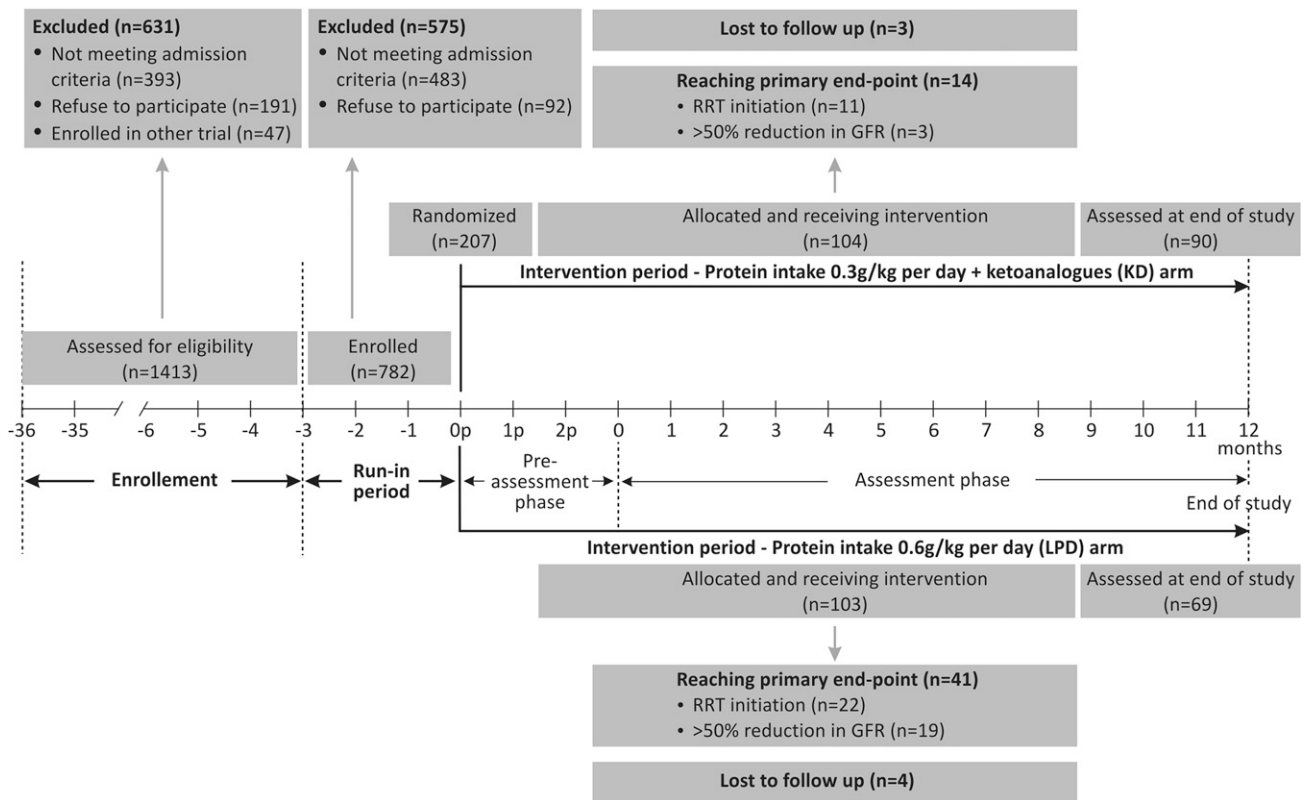 Excluded (n=631)
• Not meeting admission
criteria (n=393)
• Refuse to participate (n=191)
• Enrolled in other trial (n=47)
Excluded (n=575)
• Not meeting admission
criteria (n=483)
• Refuse to participate (n=92)
Lost to follow up (n=3)
Reaching primary end-point (n=14)
• RRT initiation (n=11)
• >50% reduction in GFR (n=3)
Randomized
(n=207)
Allocated and receiving intervention
(n=104)
Assessed at end of study
(n=90)
Intervention period - Protein intake 0.3g/kg per day + ketoanalogues (KD) arm
Assessed for eligibility
(n=1413)
Enrolled
(n=782)
-36 -35 -6 -5 -4 -3 -2 -1 0p 1p 2p 0 1 2 3 4 5 6 7 8 9 10 11 12
months
Enrollement
Run-in
period
Pre-
assessment
phase
Assessment phase
End of study
Intervention period - Protein intake 0.6g/kg per day (LPD) arm
Allocated and receiving intervention
(n=103)
Assessed at end of study
(n=69)
Reaching primary end-point (n=41)
• RRT initiation (n=22)
• >50% reduction in GFR (n=19)
Lost to follow up (n=4)